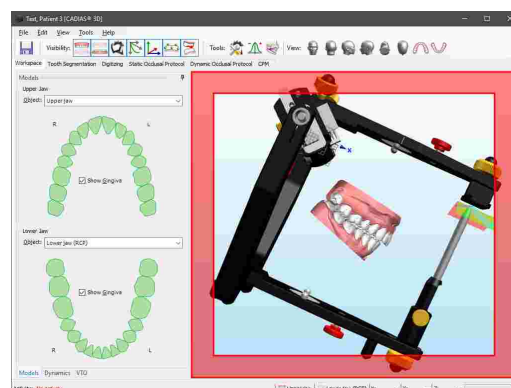 Test, Patient 3 [CADIAS® 3D]
File Edit View Tools Help
Visibility: Tools: View:
Workspace Tooth Segmentation Digitizing Static Occlusal Protocol Dynamic Occlusal Protocol CPM
Models
Upper Jaw
Object: Upper jaw
R L
Show Gingiva
Lower Jaw
Object: Lower jaw (RCP)
Show Gingiva
R L
x
Models Dynamics VTO